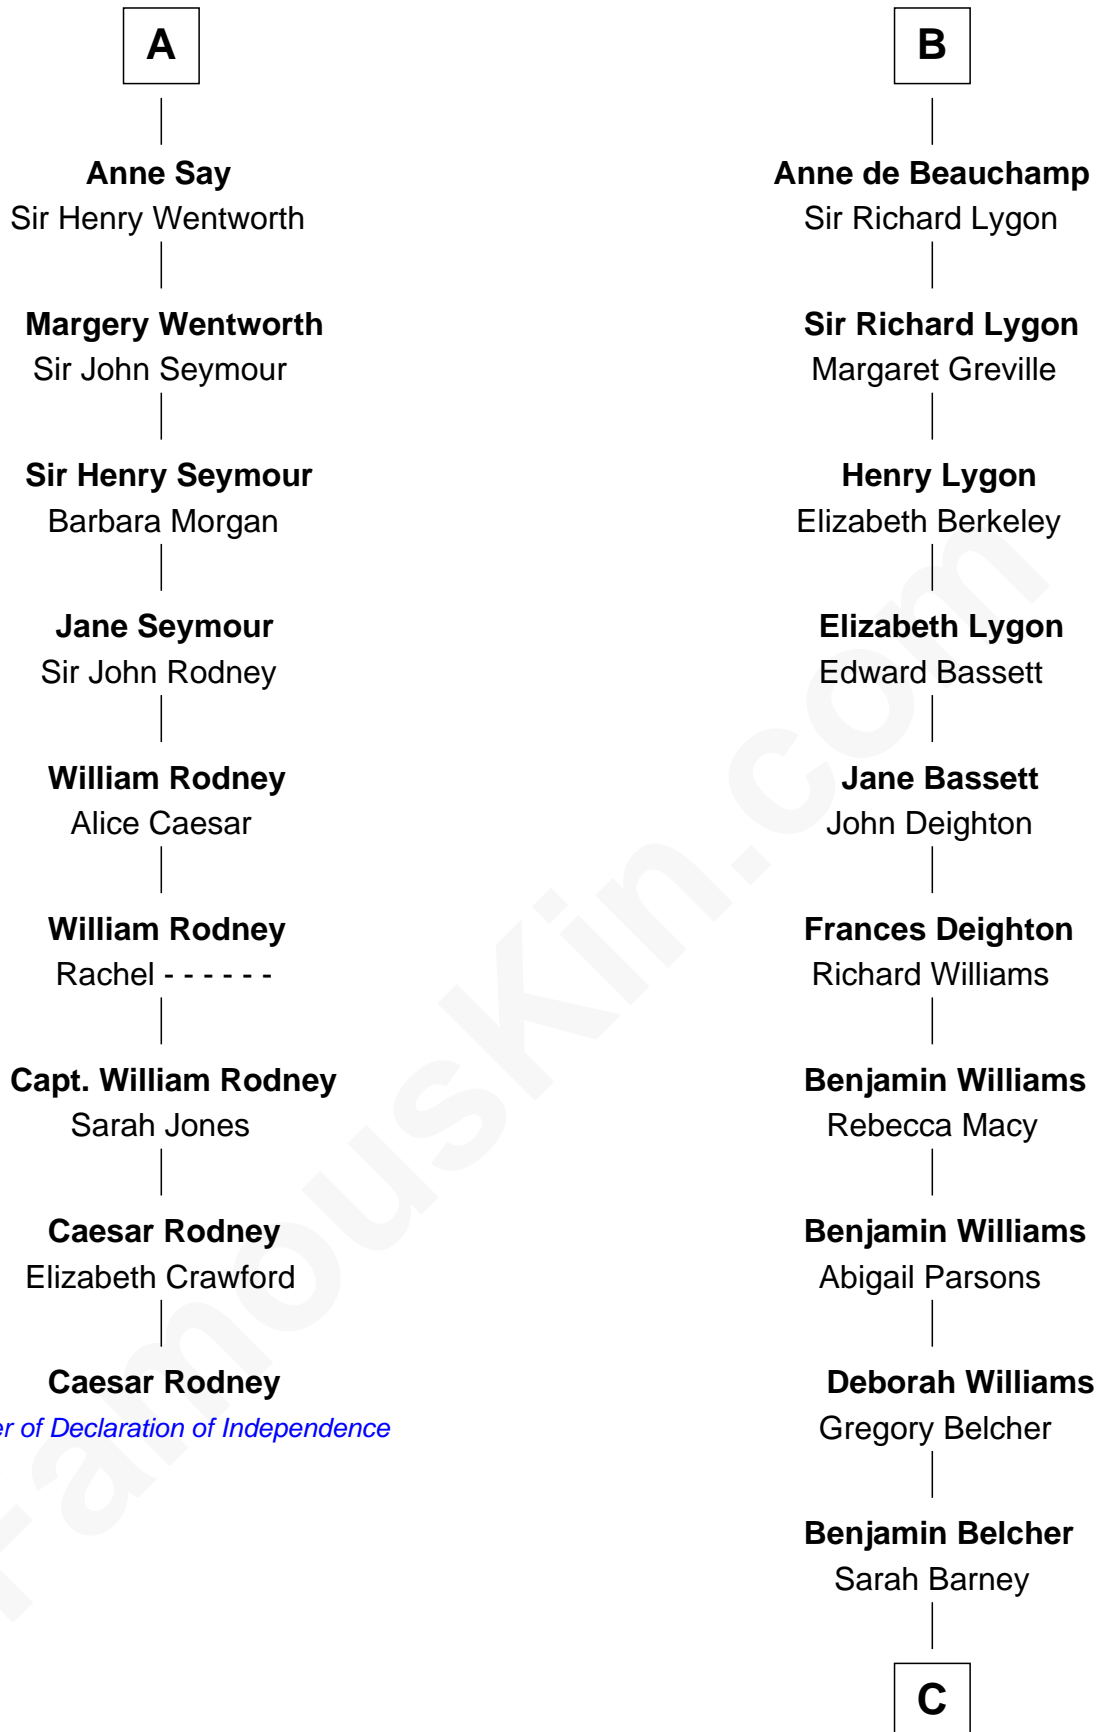 A
Anne Say
Sir Henry Wentworth
Margery Wentworth
Sir John Seymour
Sir Henry Seymour
Barbara Morgan
Jane Seymour
Sir John Rodney
William Rodney
Alice Caesar
William Rodney
Rachel - - - - - -
Capt. William Rodney
Sarah Jones
Caesar Rodney
Elizabeth Crawford
Caesar Rodney
of Declaration of Independence
B
Anne de Beauchamp
Sir Richard Lygon
Sir Richard Lygon
Margaret Greville
Henry Lygon
Elizabeth Berkeley
Elizabeth Lygon
Edward Bassett
Jane Bassett
John Deighton
Frances Deighton
Richard Williams
Benjamin Williams
Rebecca Macy
Benjamin Williams
Abigail Parsons
Deborah Williams
Gregory Belcher
Benjamin Belcher
Sarah Barney
C
FamousKin.com